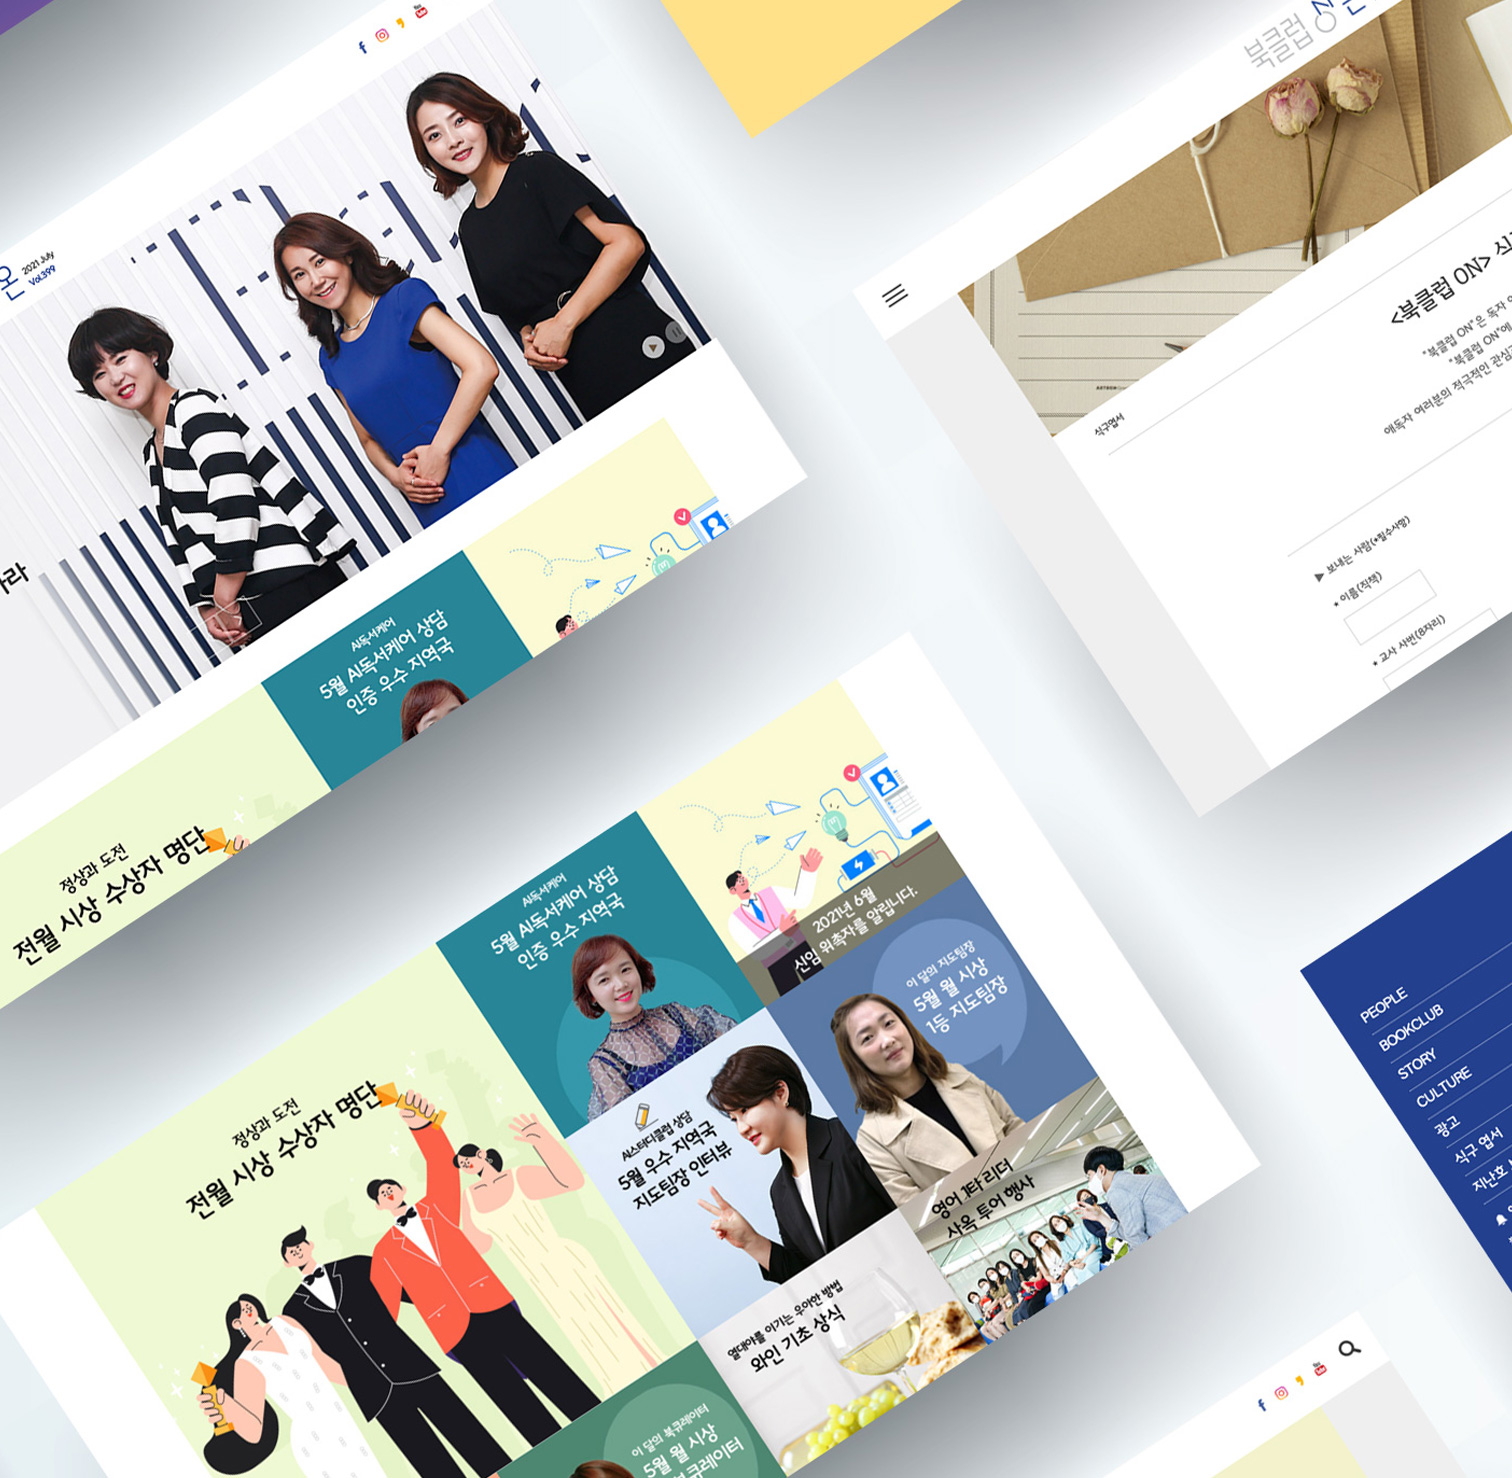 온
2021 July
Vol.399
AI독서케어
5월 AI독서케어 상담
인증 우수 지역국
정상과 도전
전월 시상 수상자 명단
북클럽
<북클럽 ON>
"북클럽 ON"은 독자
"북클럽 ON"에
애독자 여러분의 적극적인
식구엽서
▶ 보내는 사람(*필수사항)
* 이름(직책)
* 교사 사번(8자리)
AI독서케어
5월 AI독서케어 상담
인증 우수 지역국
2021년 6월
신임 위촉자를 알립니다.
이 달의 지도팀장
5월 월 시상
1등 지도팀장
정상과 도전
전월 시상 수상자 명단
AI스터디클럽 상담
5월 우수 지역국
지도팀장 인터뷰
영어 1타 리더
사옥 투어 행사
열대야를 이기는 우아한 방법
와인 기초 상식
이 달의 북큐레이터
5월 월 시상
큐레이터
PEOPLE
BOOKCLUB
STORY
CULTURE
광고
식구 엽서
지난호